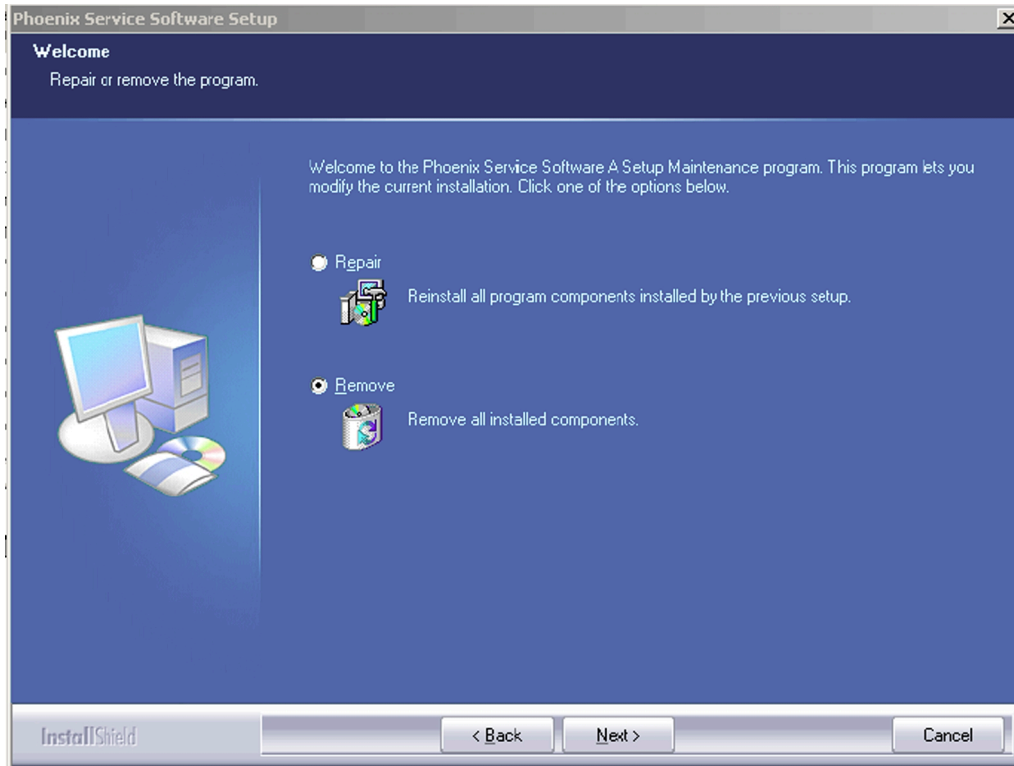 Phoenix Service Software Setup
Welcome
Repair or remove the program.
Welcome to the Phoenix Service Software A Setup Maintenance program. This program lets you
modify the current installation. Click one of the options below.
Repair
Reinstall all program components installed by the previous setup.
Remove
Remove all installed components.
InstallShield
< Back
Next >
Cancel